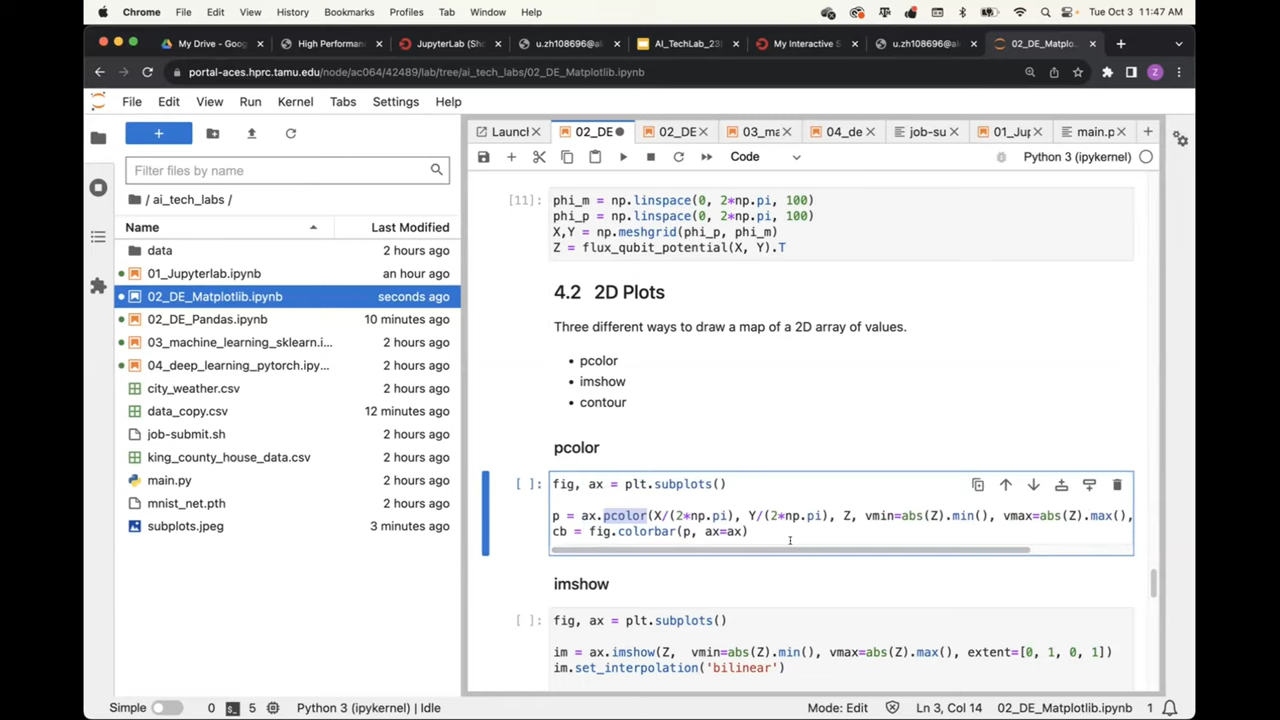 Chrome File Edit View History Bookmarks Profiles Tab Window Help Tue Oct 3 11:47 AM
My Drive - Goo High Performan JupyterLab (Sho u.zh108696@al AI_TechLab_23 My Interactive S u.zh108696@a 02_DE_Matplo
portal-aces.hprc.tamu.edu/node/ac064/42489/lab/tree/ai_tech_labs/02_DE_Matplotlib.ipynb Z
File Edit View Run Kernel Tabs Settings Help
+ Launch 02_DE 02_DE 03_ma 04_de job-su 01_Jup main.p
Code Python 3 (ipykernel)
Filter files by name
/ ai_tech_labs /
Name Last Modified
data 2 hours ago
01_Jupyterlab.ipynb an hour ago
02_DE_Matplotlib.ipynb seconds ago
02_DE_Pandas.ipynb 10 minutes ago
03_machine_learning_sklearn.i... 2 hours ago
04_deep_learning_pytorch.ipy... 2 hours ago
city_weather.csv 2 hours ago
data_copy.csv 12 minutes ago
job-submit.sh 2 hours ago
king_county_house_data.csv 2 hours ago
main.py 2 hours ago
mnist_net.pth 2 hours ago
subplots.jpeg 3 minutes ago
[11]: phi_m = np.linspace(0, 2*np.pi, 100)
phi_p = np.linspace(0, 2*np.pi, 100)
X,Y = np.meshgrid(phi_p, phi_m)
Z = flux_qubit_potential(X, Y).T
4.2 2D Plots
Three different ways to draw a map of a 2D array of values.
• pcolor
• imshow
• contour
pcolor
[ ]: fig, ax = plt.subplots()
p = ax.pcolor(X/(2*np.pi), Y/(2*np.pi), Z, vmin=abs(Z).min(), vmax=abs(Z).max(),
cb = fig.colorbar(p, ax=ax)
imshow
[ ]: fig, ax = plt.subplots()
im = ax.imshow(Z, vmin=abs(Z).min(), vmax=abs(Z).max(), extent=[0, 1, 0, 1])
im.set_interpolation('bilinear')
Simple 0 5 Python 3 (ipykernel) | Idle Mode: Edit Ln 3, Col 14 02_DE_Matplotlib.ipynb 1